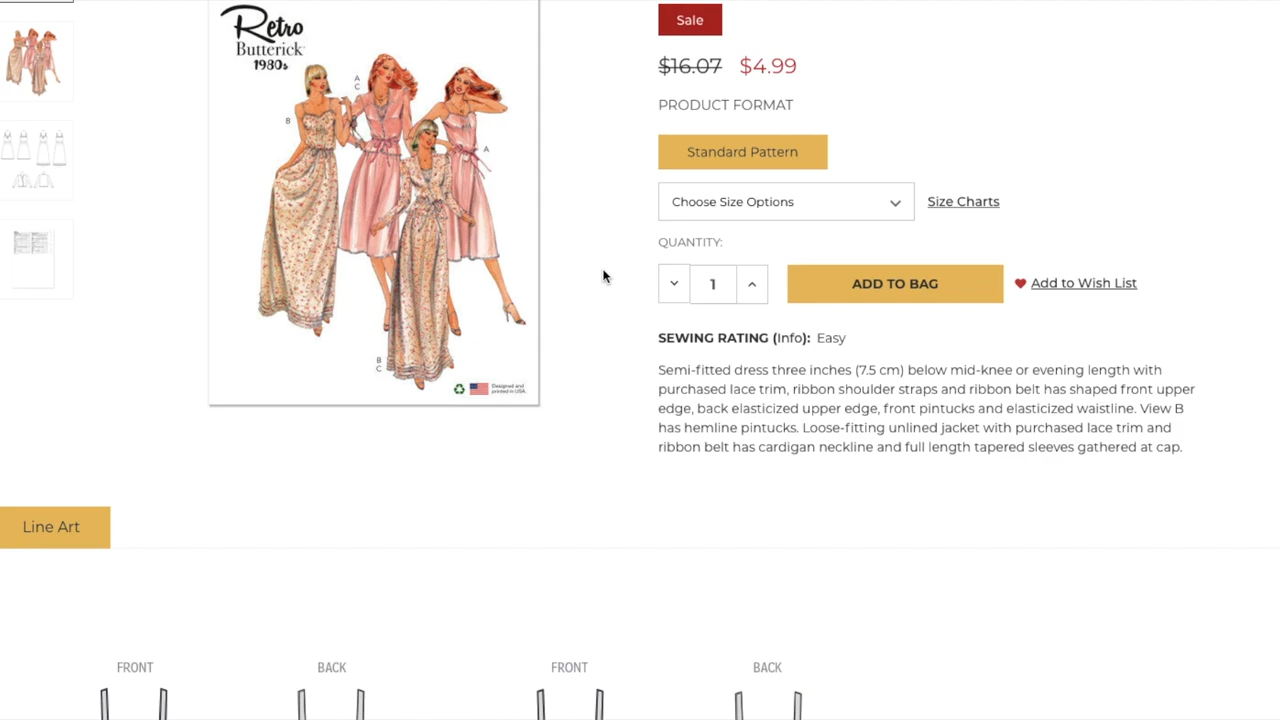 Retro
Butterick
1980s
A
C
B
A
B
C
Designed and
printed in USA.
Sale
$16.07 $4.99
PRODUCT FORMAT
Standard Pattern
Choose Size Options Size Charts
QUANTITY:
1 ADD TO BAG Add to Wish List
SEWING RATING (Info): Easy
Semi-fitted dress three inches (7.5 cm) below mid-knee or evening length with
purchased lace trim, ribbon shoulder straps and ribbon belt has shaped front upper
edge, back elasticized upper edge, front pintucks and elasticized waistline. View B
has hemline pintucks. Loose-fitting unlined jacket with purchased lace trim and
ribbon belt has cardigan neckline and full length tapered sleeves gathered at cap.
Line Art
FRONT BACK FRONT BACK